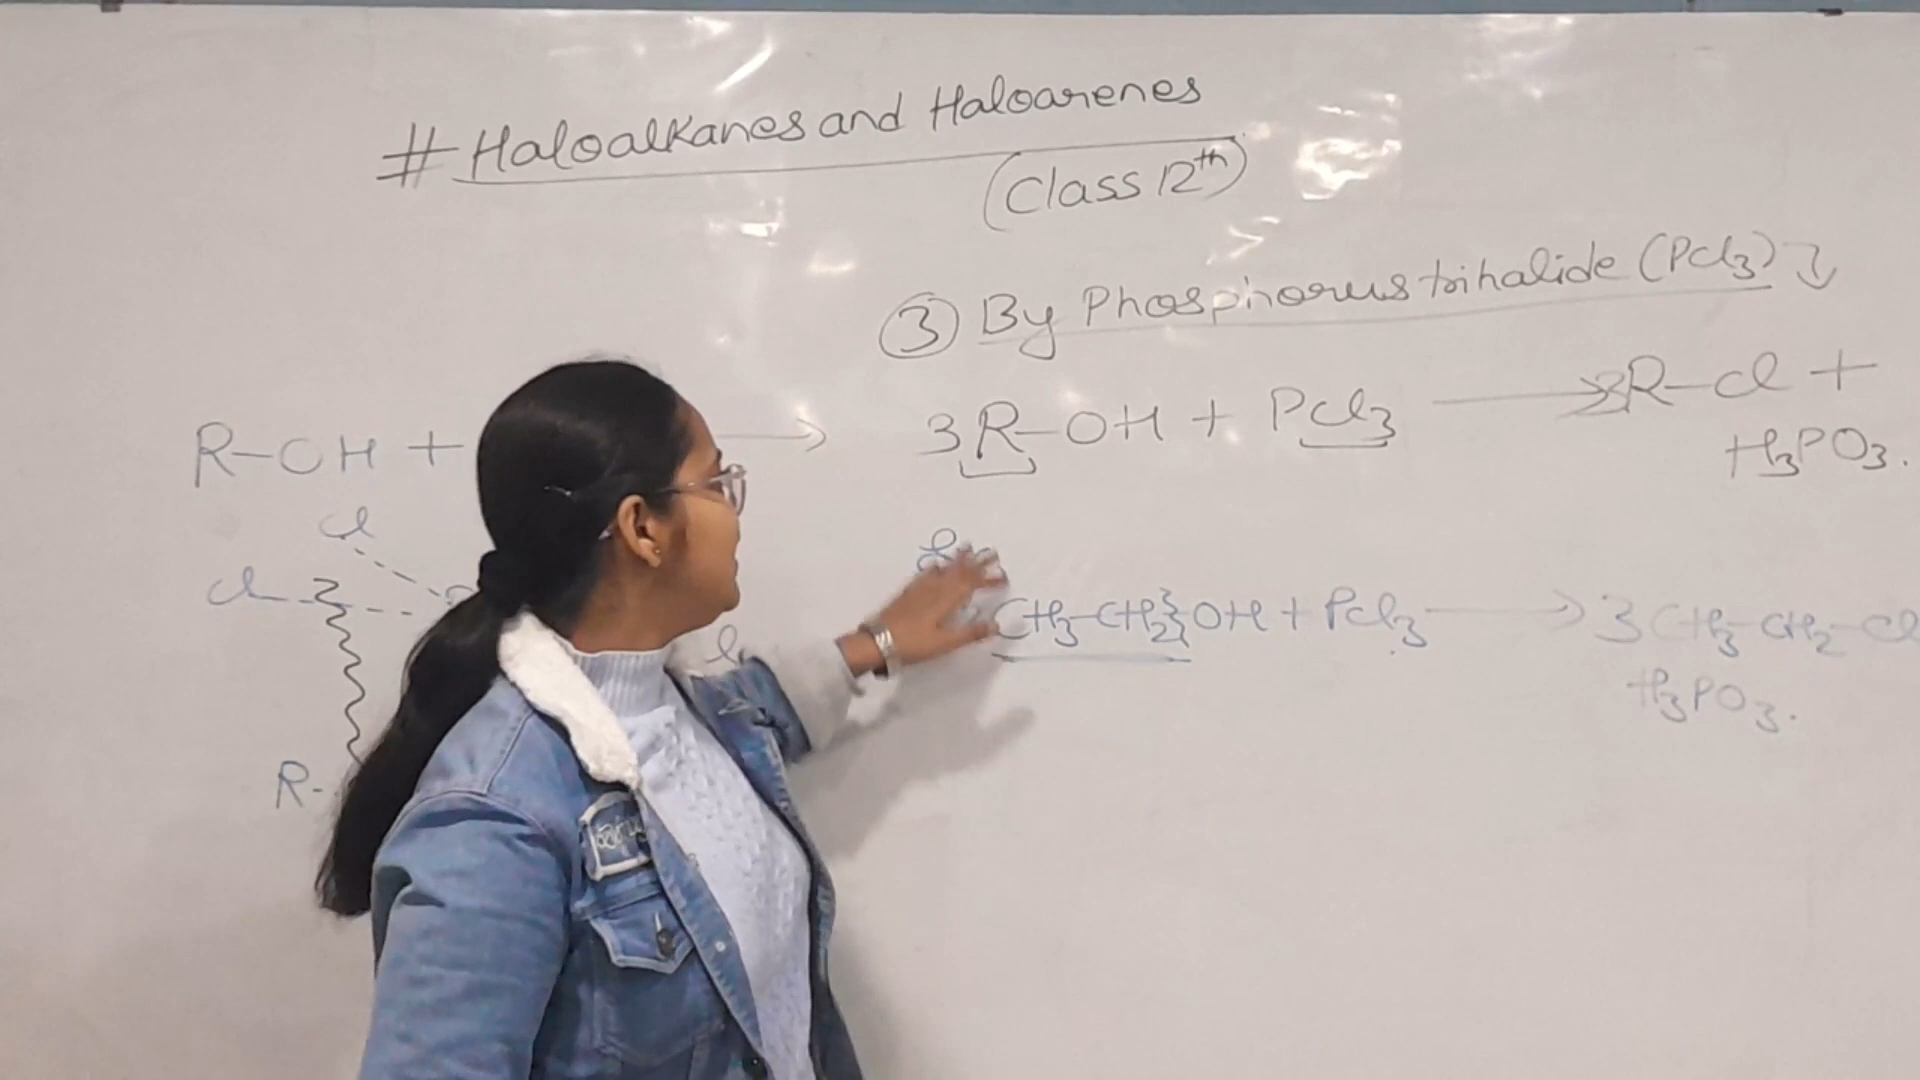 # Haloalkanes and Haloarenes
(Class 12th)
③ By Phosphorus trihalide (PCl3)
3R-OH + PCl3 → 3R-Cl +
H3PO3.
R-OH +
Cl
Cl
CH3-CH2 OH + PCl3 → 3CH3-CH2-Cl
H3PO3.
R-